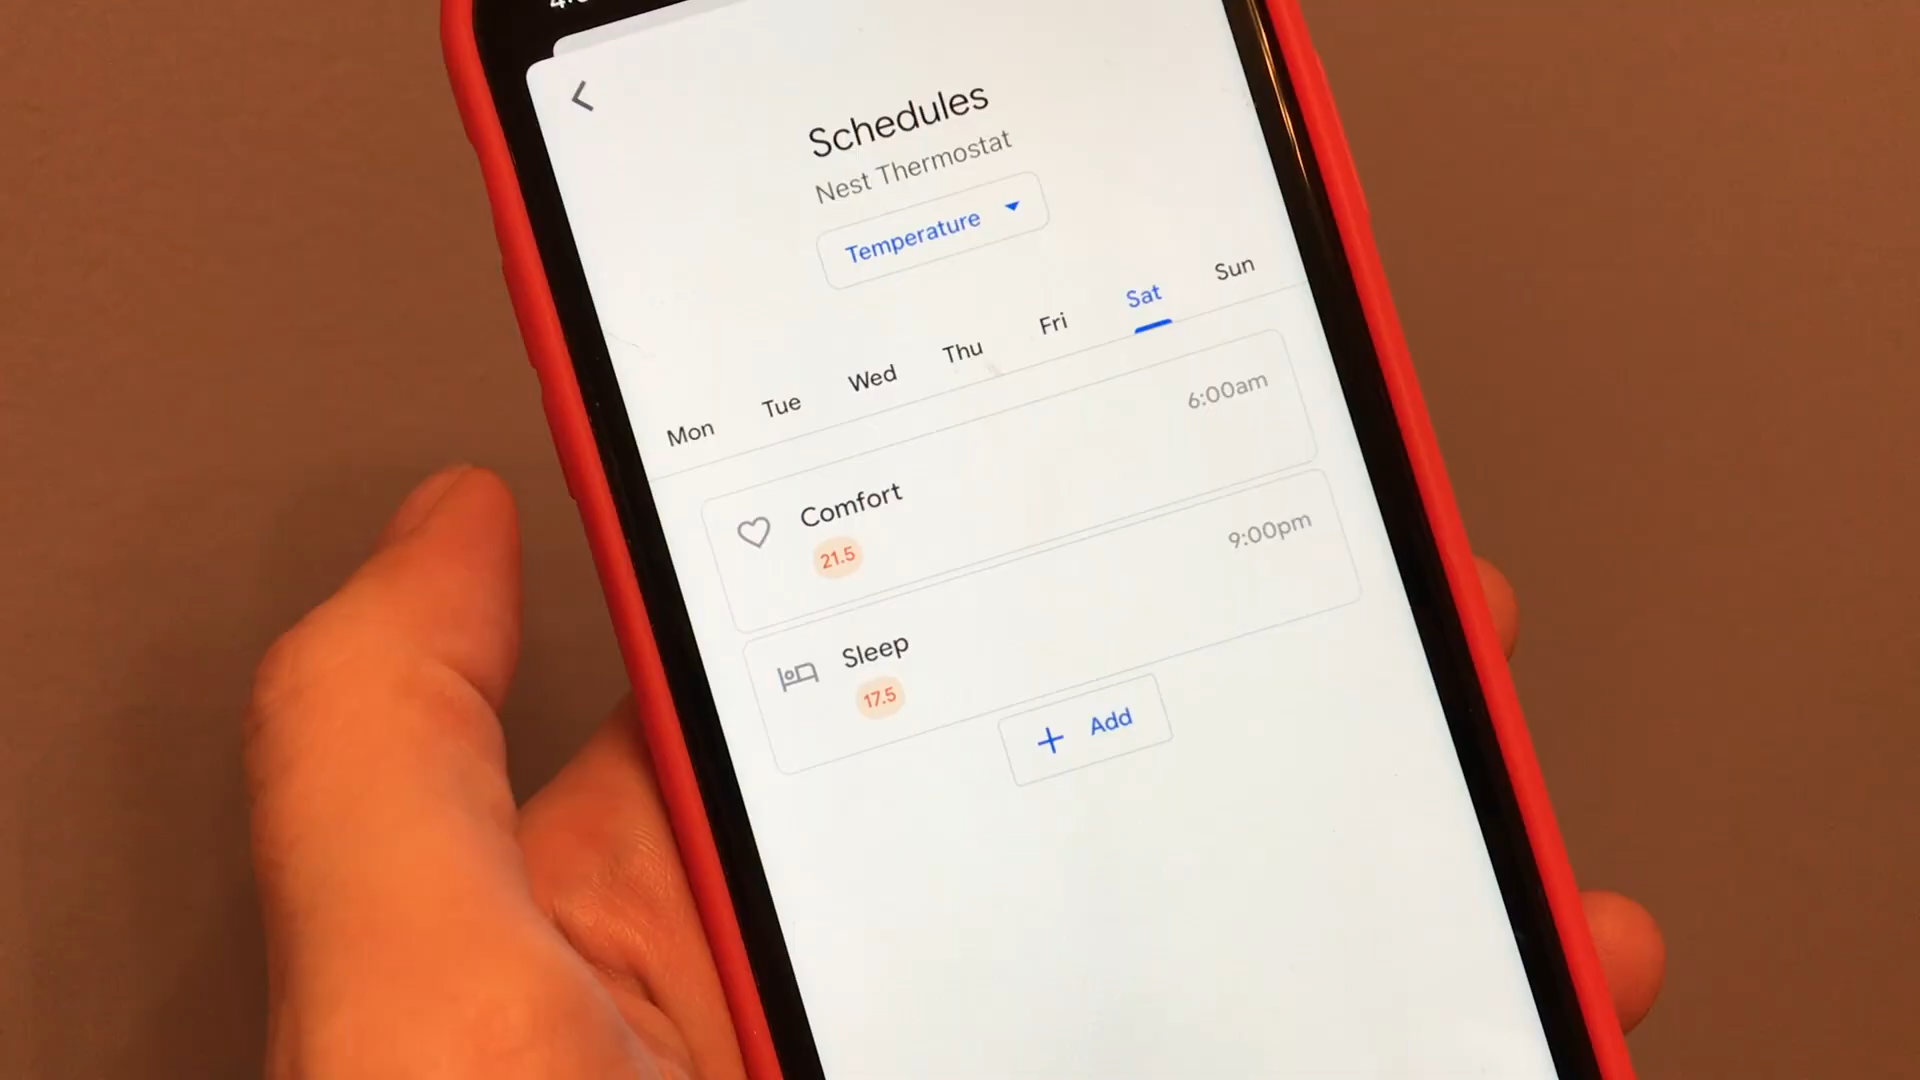 Schedules
Nest Thermostat
Temperature
Mon Tue Wed Thu Fri Sat Sun
6:00am
Comfort
21.5
9:00pm
Sleep
17.5
+ Add